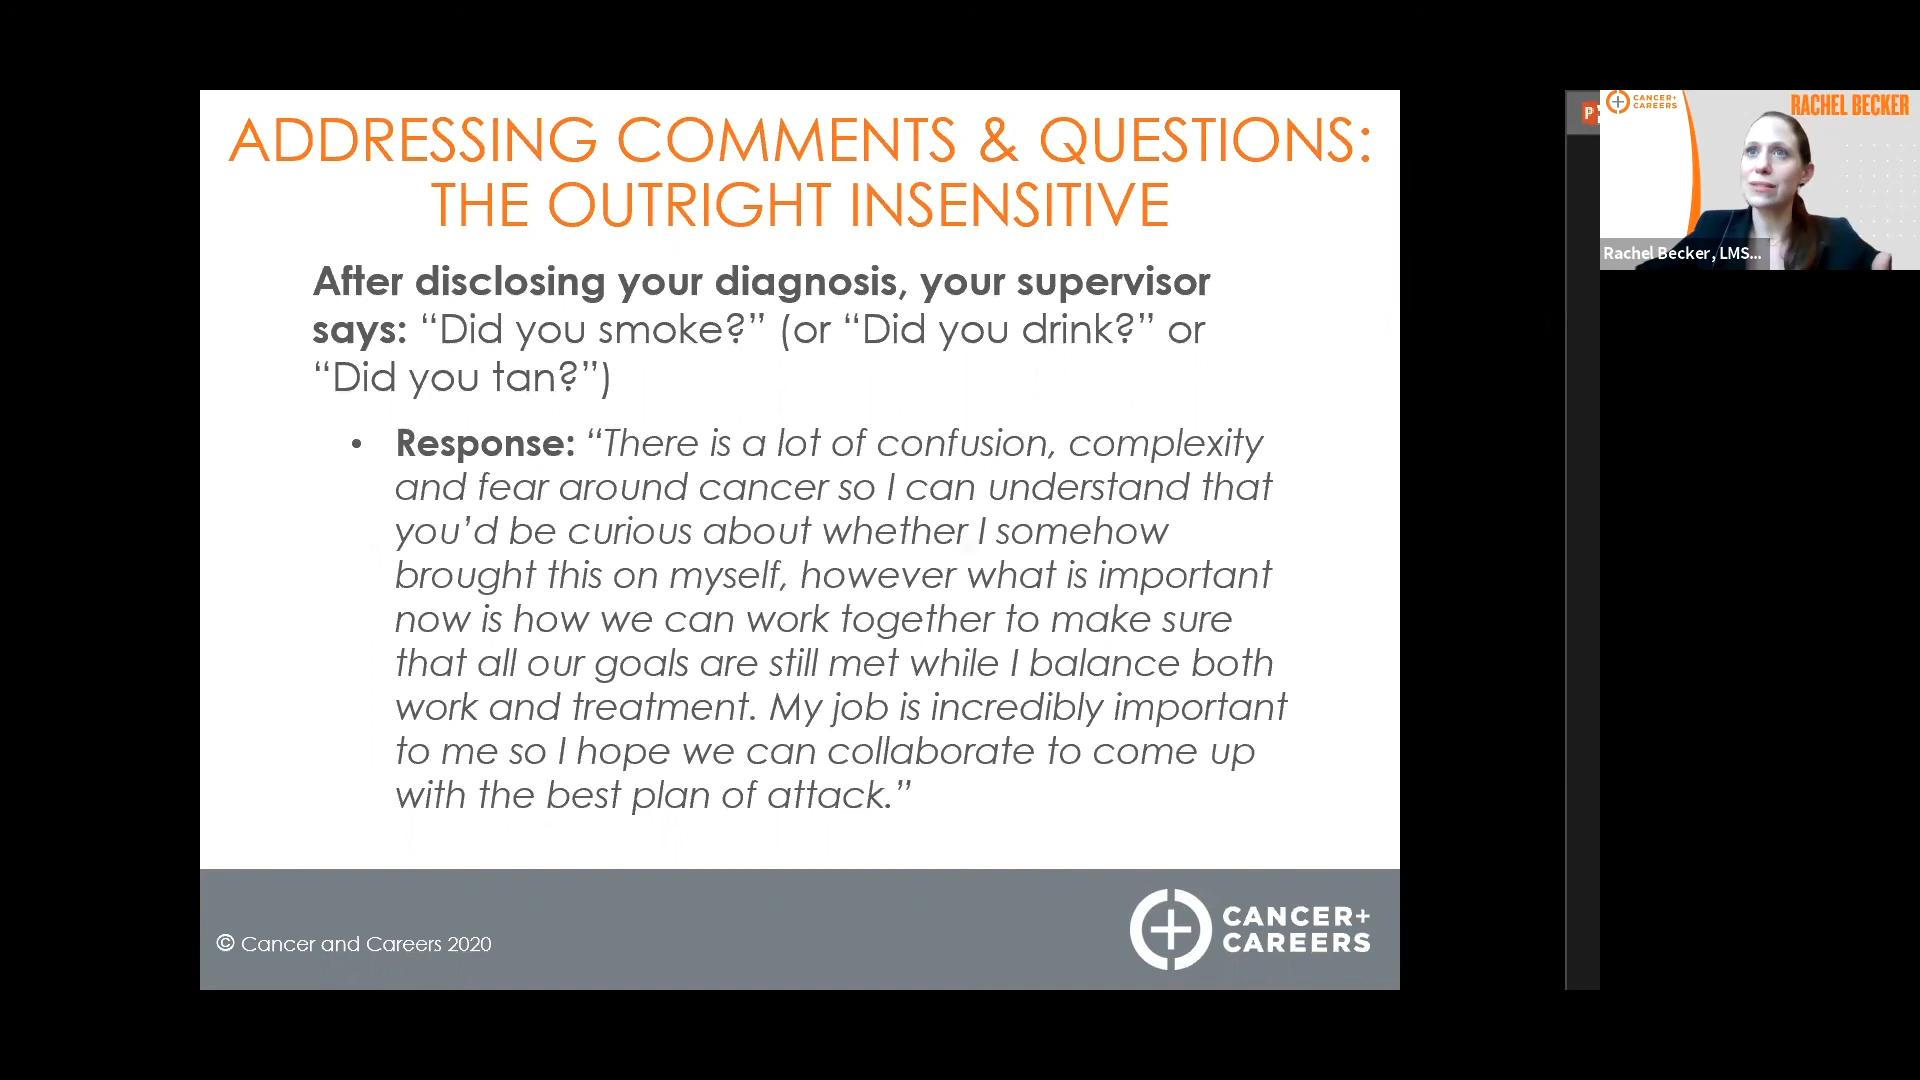 ADDRESSING COMMENTS & QUESTIONS:
THE OUTRIGHT INSENSITIVE
After disclosing your diagnosis, your supervisor
says: “Did you smoke?” (or “Did you drink?” or
“Did you tan?”)
• Response: “There is a lot of confusion, complexity
and fear around cancer so I can understand that
you’d be curious about whether I somehow
brought this on myself, however what is important
now is how we can work together to make sure
that all our goals are still met while I balance both
work and treatment. My job is incredibly important
to me so I hope we can collaborate to come up
with the best plan of attack.”
© Cancer and Careers 2020
CANCER+
CAREERS
P
CANCER+
CAREERS
RACHEL BECKER
Rachel Becker, LMS...